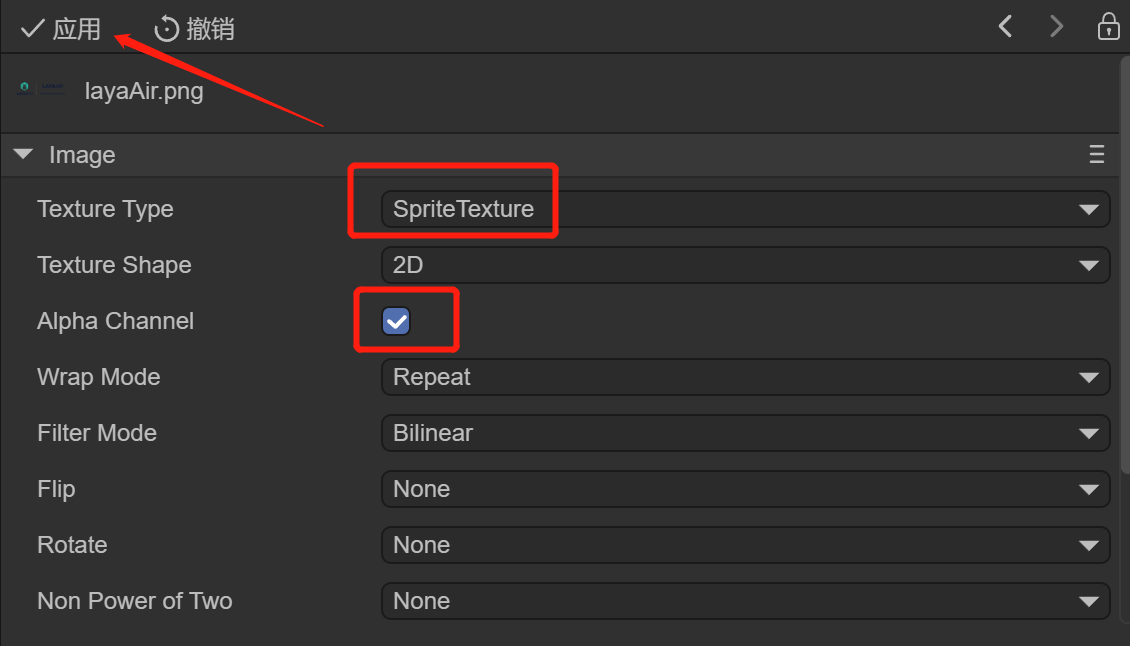 应用 撤销
layaAir.png
Image
Texture Type SpriteTexture
Texture Shape 2D
Alpha Channel
Wrap Mode Repeat
Filter Mode Bilinear
Flip None
Rotate None
Non Power of Two None